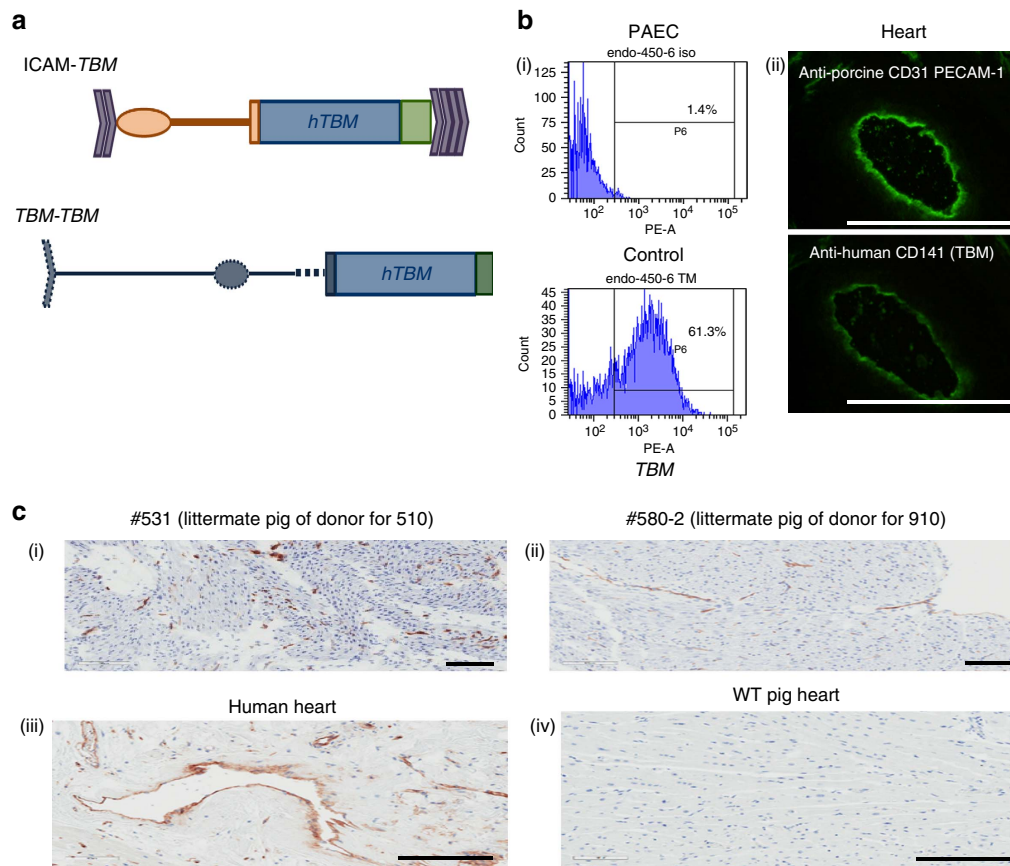 a
ICAM-TBM
hTBM
TBM-TBM
hTBM
b
PAEC
(i)
endo-450-6 iso
Count
125
100
75
50
25
0
1.4%
P6
10² 10³ 10⁴ 10⁵
PE-A
Control
endo-450-6 TM
Count
45
40
35
30
25
20
15
10
5
0
61.3%
P6
10² 10³ 10⁴ 10⁵
PE-A
TBM
Heart
(ii)
Anti-porcine CD31 PECAM-1
Anti-human CD141 (TBM)
c
#531 (littermate pig of donor for 510)
(i)
#580-2 (littermate pig of donor for 910)
(ii)
Human heart
(iii)
WT pig heart
(iv)